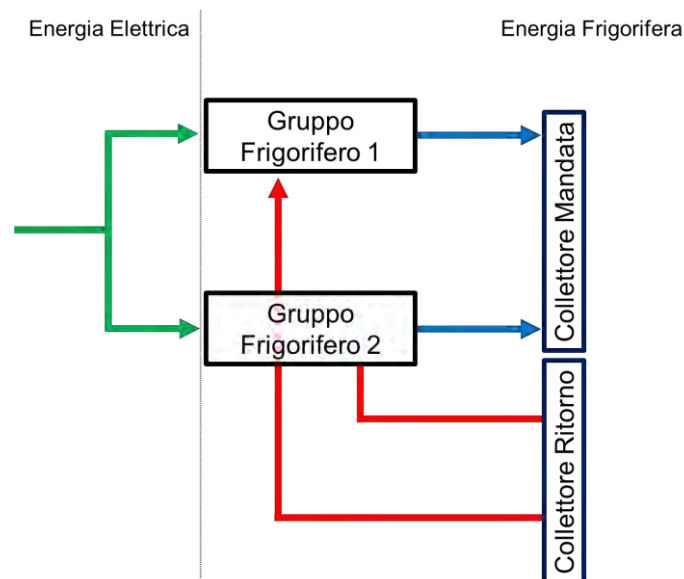 Energia Elettrica
Energia Frigorifera
Gruppo
Frigorifero 1
Collettore Mandata
Gruppo
Frigorifero 2
Collettore Ritorno